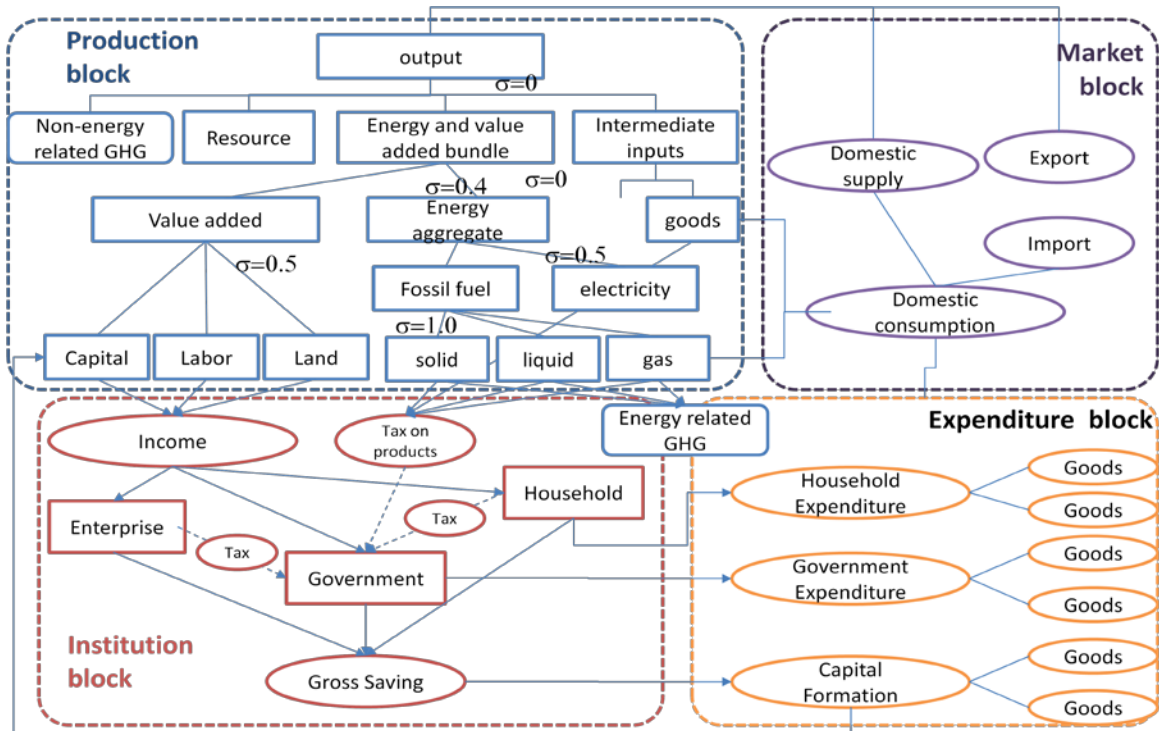 Production
block
output
σ=0
Non-energy
related GHG
Resource
Energy and value
added bundle
Intermediate
inputs
σ=0.4
σ=0
Value added
Energy
aggregate
goods
σ=0.5
σ=0.5
Fossil fuel
electricity
σ=1.0
Capital
Labor
Land
solid
liquid
gas
Market
block
Domestic
supply
Export
Import
Domestic
consumption
Income
Tax on
products
Energy related
GHG
Enterprise
Tax
Tax
Household
Government
Institution
block
Gross Saving
Expenditure block
Household
Expenditure
Goods
Goods
Government
Expenditure
Goods
Goods
Capital
Formation
Goods
Goods